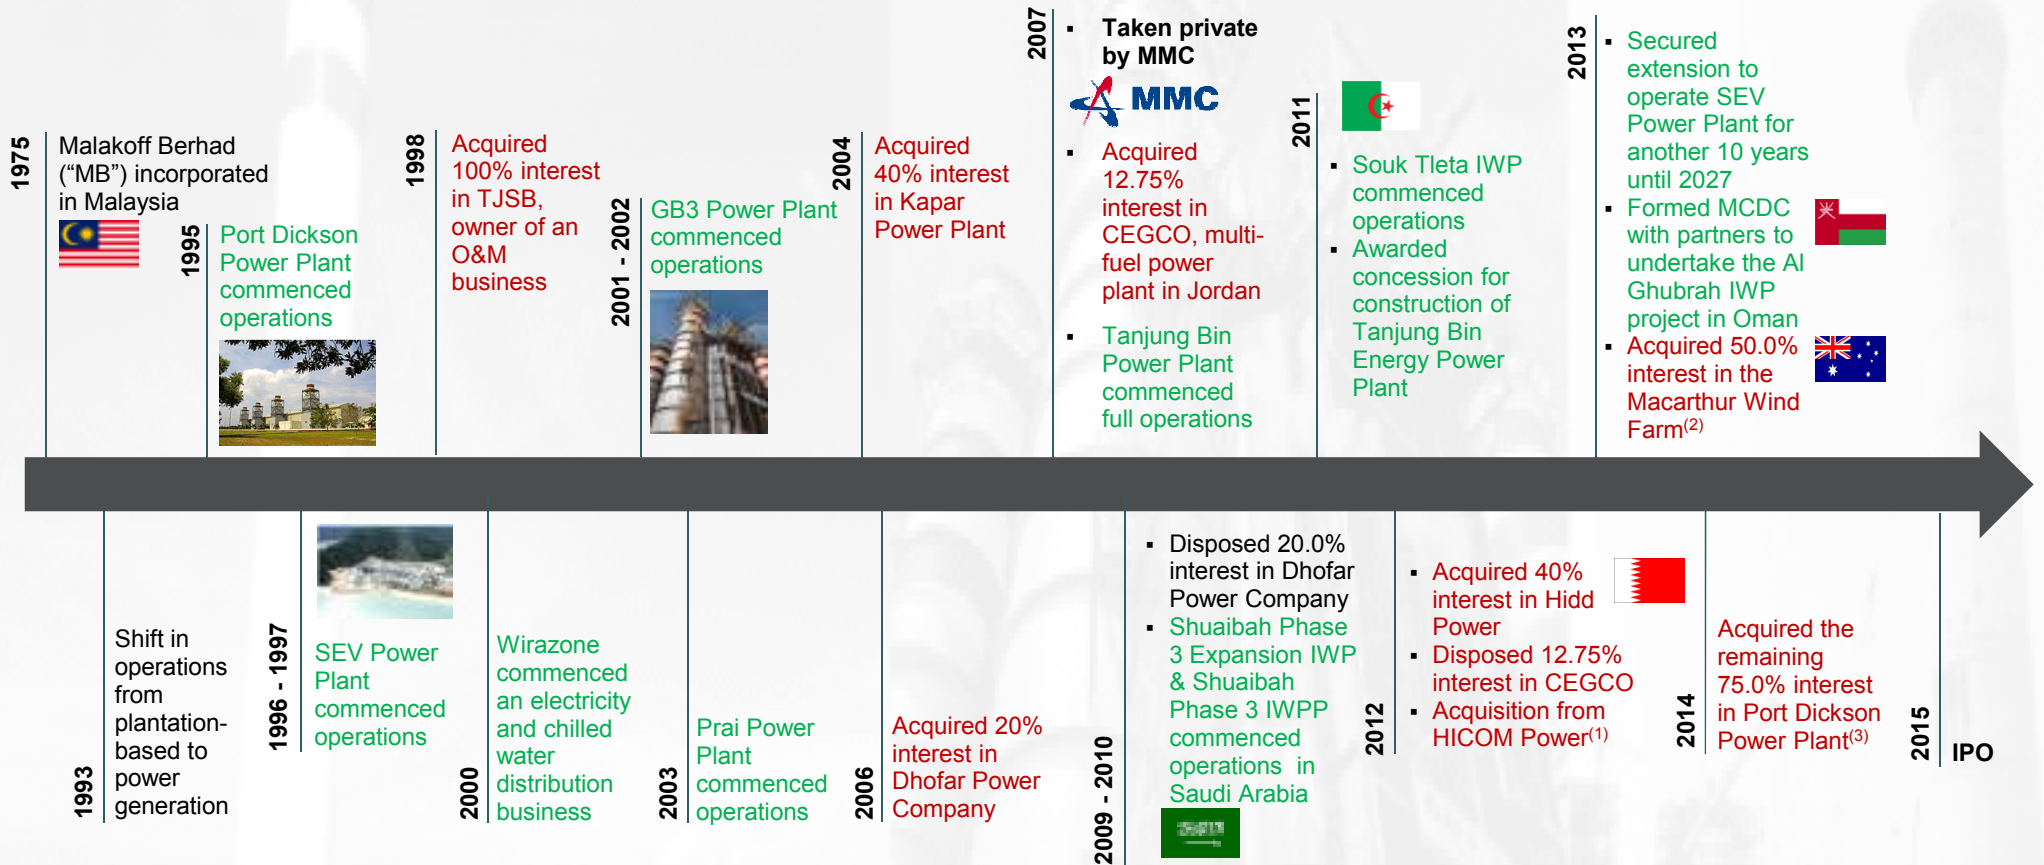 1975
Malakoff Berhad
(“MB”) incorporated
in Malaysia
1995
Port Dickson
Power Plant
commenced
operations
1998
Acquired
100% interest
in TJSB,
owner of an
O&M
business
2001 - 2002
GB3 Power Plant
commenced
operations
2004
Acquired
40% interest
in Kapar
Power Plant
2007
▪ Taken private
by MMC
MMC
▪ Acquired
12.75%
interest in
CEGCO, multi-
fuel power
plant in Jordan
▪ Tanjung Bin
Power Plant
commenced
full operations
2011
▪ Souk Tleta IWP
commenced
operations
▪ Awarded
concession for
construction of
Tanjung Bin
Energy Power
Plant
2013
▪ Secured
extension to
operate SEV
Power Plant for
another 10 years
until 2027
▪ Formed MCDC
with partners to
undertake the Al
Ghubrah IWP
project in Oman
▪ Acquired 50.0%
interest in the
Macarthur Wind
Farm(2)
1993
Shift in
operations
from
plantation-
based to
power
generation
1996 - 1997
SEV Power
Plant
commenced
operations
2000
Wirazone
commenced
an electricity
and chilled
water
distribution
business
2003
Prai Power
Plant
commenced
operations
2006
Acquired 20%
interest in
Dhofar Power
Company
2009 - 2010
▪ Disposed 20.0%
interest in Dhofar
Power Company
▪ Shuaibah Phase
3 Expansion IWP
& Shuaibah
Phase 3 IWPP
commenced
operations in
Saudi Arabia
2012
▪ Acquired 40%
interest in Hidd
Power
▪ Disposed 12.75%
interest in CEGCO
▪ Acquisition from
HICOM Power(1)
2014
Acquired the
remaining
75.0% interest
in Port Dickson
Power Plant(3)
2015
IPO